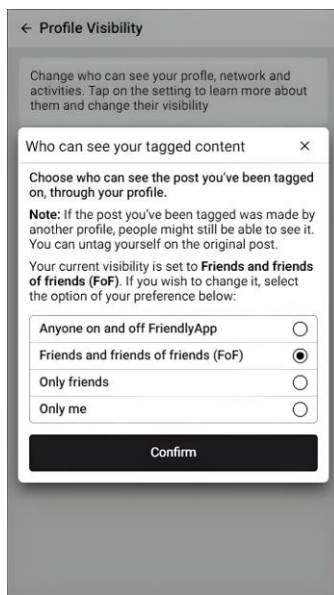 ← Profile Visibility
Change who can see your profle, network and
activities. Tap on the setting to learn more about
them and change their visibility
Who can see your tagged content ×
Choose who can see the post you've been tagged
on, through your profile.
Note: If the post you've been tagged was made by
another profile, people might still be able to see it.
You can untag yourself on the original post.
Your current visibility is set to Friends and friends
of friends (FoF). If you wish to change it, select
the option of your preference below:
Anyone on and off FriendlyApp
Friends and friends of friends (FoF)
Only friends
Only me
Confirm